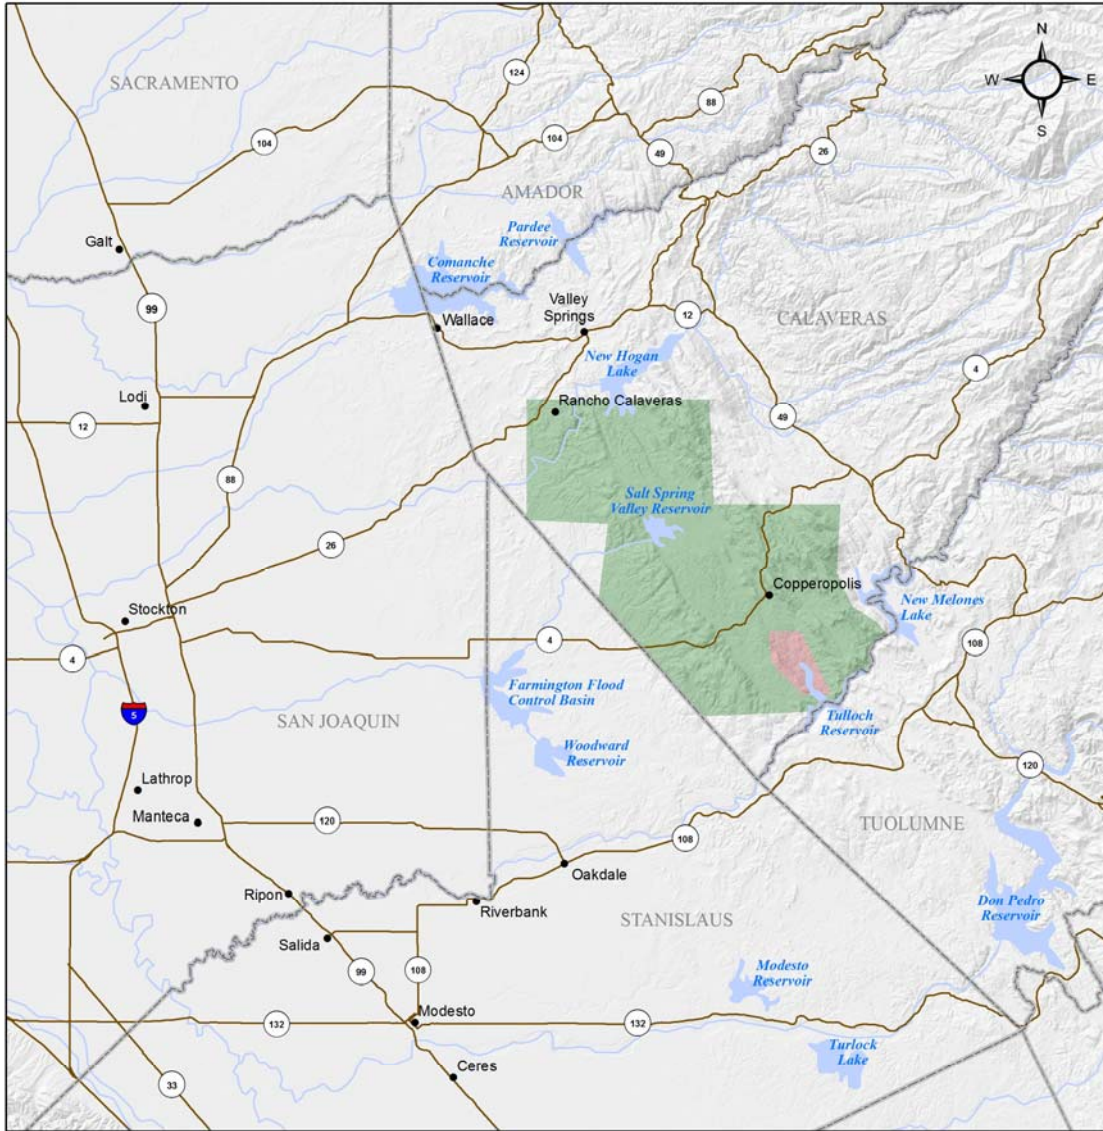 N
W E
S
SACRAMENTO
124
88
104
104
49
26
AMADOR
Pardee
Reservoir
Galt
Comanche
Reservoir
99
Valley
Springs
Wallace
12
CALAVERAS
New Hogan
Lake
4
Lodi
Rancho Calaveras
49
12
88
Salt Spring
Valley Reservoir
26
Copperopolis
New Melones
Lake
Stockton
4
108
4
Farmington Flood
Control Basin
5
SAN JOAQUIN
Tulloch
Reservoir
Woodward
Reservoir
120
Lathrop
Manteca
120
TUOLUMNE
108
Oakdale
Ripon
Riverbank
STANISLAUS
Don Pedro
Reservoir
Salida
99
108
Modesto
Reservoir
Modesto
132
132
Turlock
Lake
Ceres
33